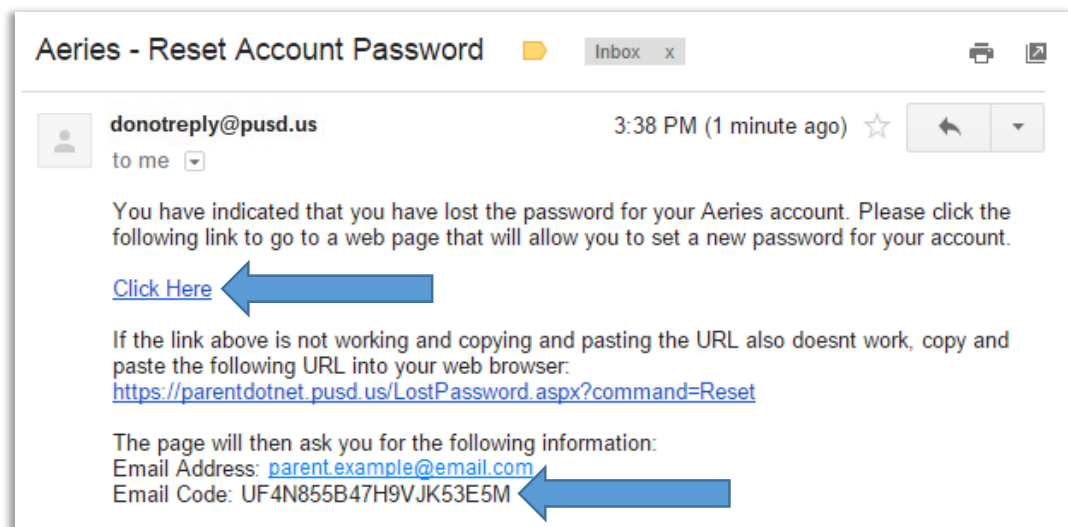 Aeries - Reset Account Password
Inbox x
donotreply@pusd.us
3:38 PM (1 minute ago)
to me
You have indicated that you have lost the password for your Aeries account. Please click the
following link to go to a web page that will allow you to set a new password for your account.
Click Here
If the link above is not working and copying and pasting the URL also doesnt work, copy and
paste the following URL into your web browser:
https://parentdotnet.pusd.us/LostPassword.aspx?command=Reset
The page will then ask you for the following information:
Email Address: parent.example@email.com
Email Code: UF4N855B47H9VJK53E5M